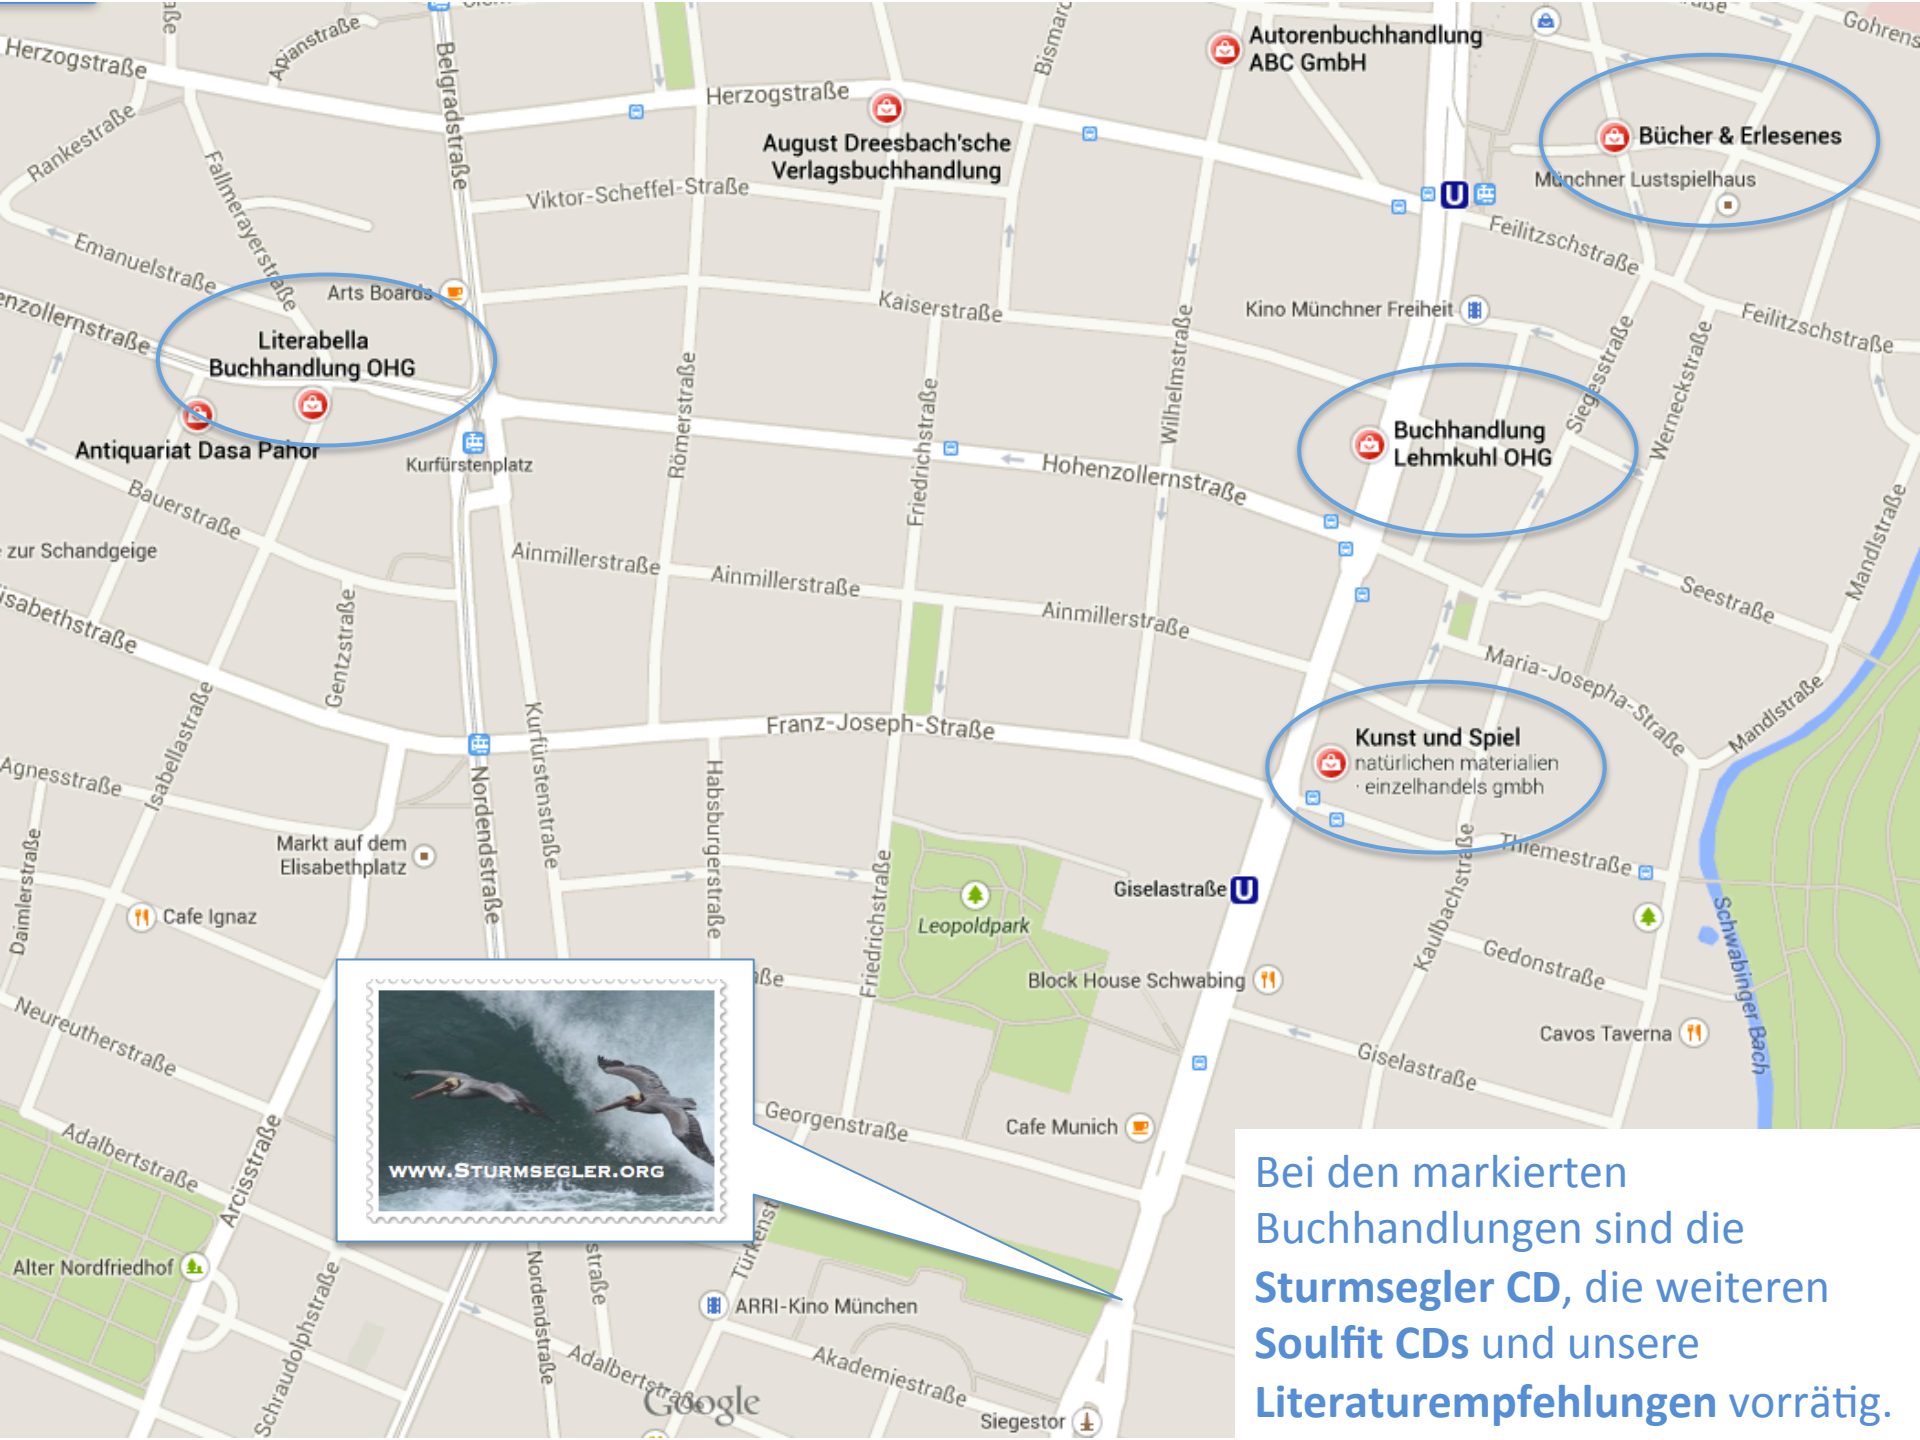 Herzogstraße
Apianstraße
Belgradstraße
Herzogstraße
Autorenbuchhandlung
ABC GmbH
Rankestraße
Fallmerayerstraße
August Dreesbach'sche
Verlagsbuchhandlung
Bücher & Erlesenes
Münchner Lustspielhaus
Viktor-Scheffel-Straße
U
Feilitzschstraße
Emanuelstraße
Arts Boards
Kaiserstraße
Kino Münchner Freiheit
Feilitzschstraße
enzollernstraße
Literabella
Buchhandlung OHG
Römerstraße
Friedrichstraße
Wilhelmstraße
Siegesstraße
Werneckstraße
Antiquariat Dasa Pahor
Kurfürstenplatz
Buchhandlung
Lehmkuhl OHG
Hohenzollernstraße
Bauerstraße
zur Schandgeige
Ainmillerstraße
Ainmillerstraße
Ainmillerstraße
Seestraße
Mandlstraße
isabethstraße
Gentzstraße
Maria-Josepha-Straße
Mandlstraße
Isabellastraße
Kurfürstenstraße
Franz-Joseph-Straße
Kunst und Spiel
natürlichen materialien
· einzelhandels gmbh
Agnesstraße
Nordendstraße
Habsburgerstraße
Markt auf dem
Elisabethplatz
Thiemestraße
Daimlerstraße
Cafe Ignaz
Friedrichstraße
Leopoldpark
Giselastraße U
Kaulbachstraße
Schwabinger Bach
Gedonstraße
Block House Schwabing
ße
Cavos Taverna
Neureutherstraße
Giselastraße
www.Sturmsegler.org
Georgenstraße
Cafe Munich
Adalbertstraße
Arcisstraße
Bei den markierten
Buchhandlungen sind die
Sturmsegler CD, die weiteren
Soulfit CDs und unsere
Literaturempfehlungen vorrätig.
Alter Nordfriedhof
Schraudolphstraße
Nordendstraße
straße
Türkenst
ARRI-Kino München
Adalbertstraße
Akademiestraße
Google
Siegestor